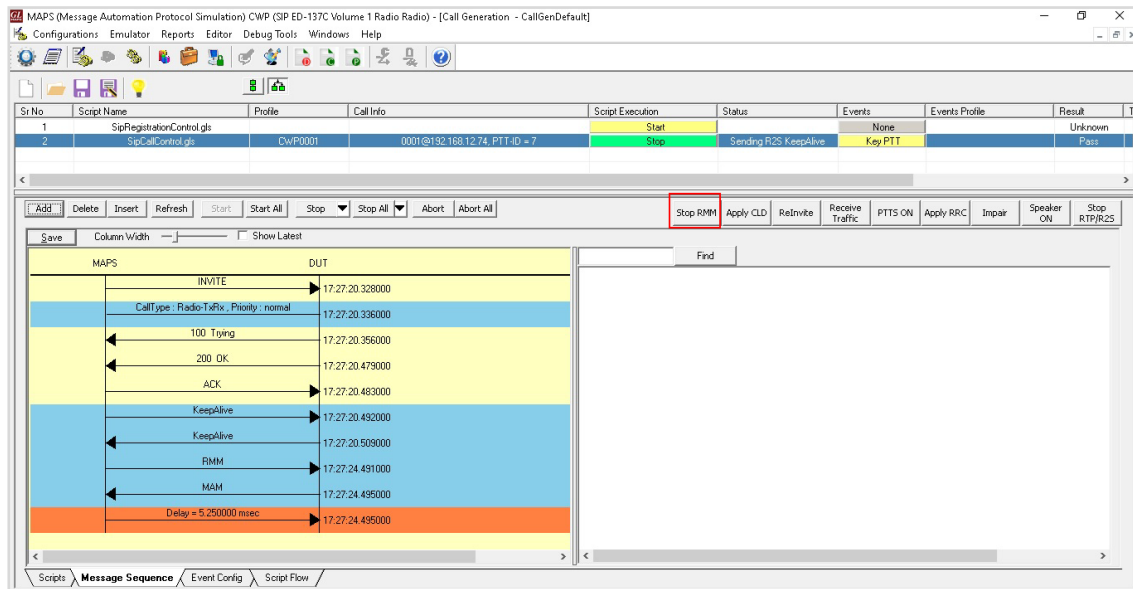 GL MAPS (Message Automation Protocol Simulation) CWP (SIP ED-137C Volume 1 Radio Radio) - [Call Generation - CallGenDefault]
Configurations Emulator Reports Editor Debug Tools Windows Help
Sr No Script Name Profile Call Info Script Execution Status Events Events Profile Result T
1 SipRegistrationControl.gls Start None Unknown
2 SipCallControl.gls CWP0001 0001@192.168.12.74, PTT-ID = 7 Stop Sending R2S KeepAlive Key PTT Pass
Add Delete Insert Refresh Start Start All Stop Stop All Abort Abort All Stop RMM Apply CLD ReInvite Receive Traffic PTTS ON Apply RRC Impair Speaker ON Stop RTP/R2S
Save Column Width Show Latest
Find
MAPS DUT
INVITE
17:27:20.328000
CallType : Radio-TxRx , Priority : normal
17:27:20.336000
100 Trying
17:27:20.356000
200 OK
17:27:20.479000
ACK
17:27:20.483000
KeepAlive
17:27:20.492000
KeepAlive
17:27:20.509000
RMM
17:27:24.491000
MAM
17:27:24.495000
Delay = 5.250000 msec
17:27:24.495000
Scripts Message Sequence Event Config Script Flow